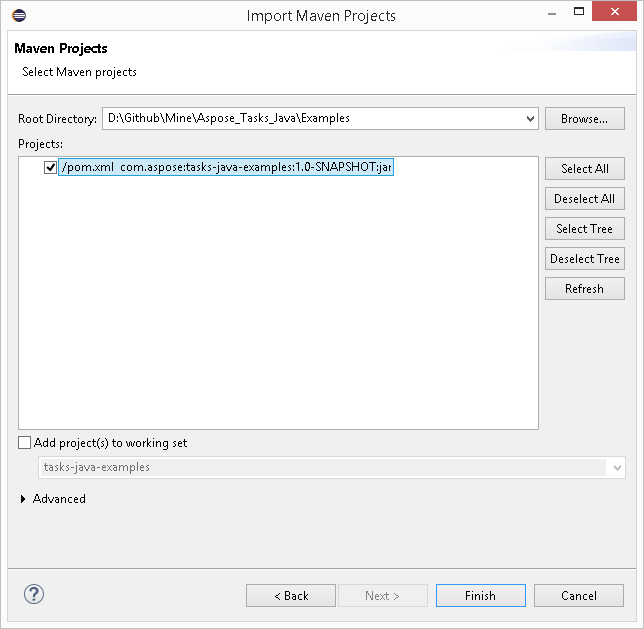 Import Maven Projects
Maven Projects
Select Maven projects
Root Directory: D:\Github\Mine\Aspose_Tasks_Java\Examples Browse...
Projects:
/pom.xml com.aspose:tasks-java-examples:1.0-SNAPSHOT:jar
Select All
Deselect All
Select Tree
Deselect Tree
Refresh
Add project(s) to working set
tasks-java-examples
Advanced
? < Back Next > Finish Cancel